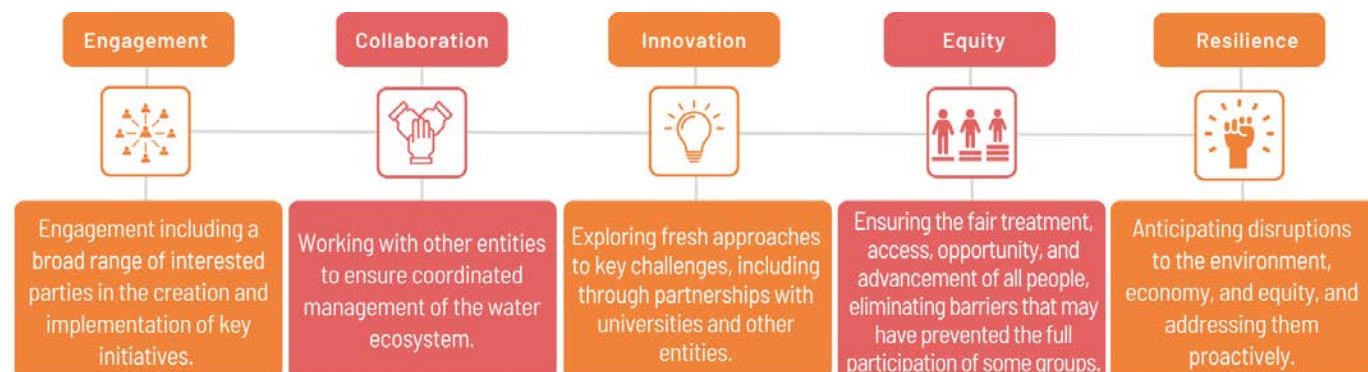 Engagement
Collaboration
Innovation
Equity
Resilience
Engagement including a
broad range of interested
parties in the creation and
implementation of key
initiatives.
Working with other entities
to ensure coordinated
management of the water
ecosystem.
Exploring fresh approaches
to key challenges, including
through partnerships with
universities and other
entities.
Ensuring the fair treatment,
access, opportunity, and
advancement of all people,
eliminating barriers that may
have prevented the full
participation of some groups.
Anticipating disruptions
to the environment,
economy, and equity, and
addressing them
proactively.